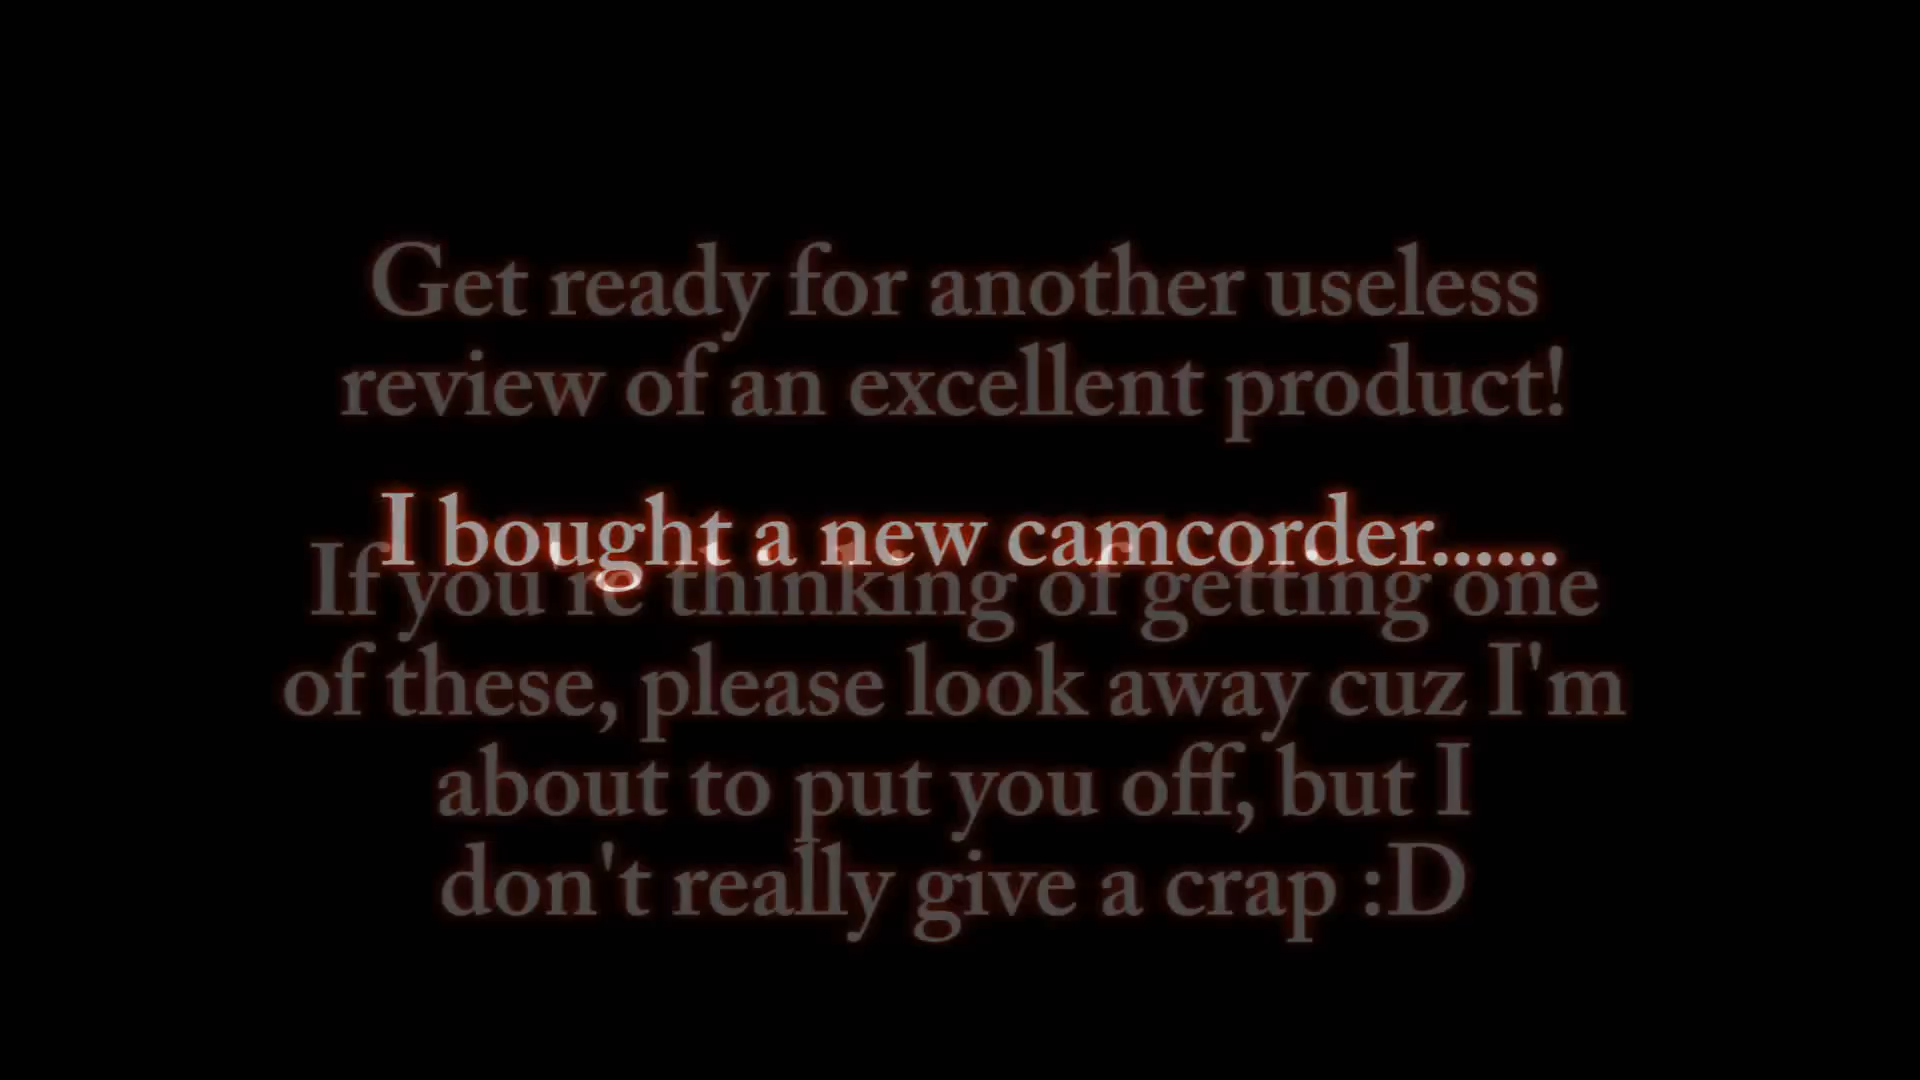 Get ready for another useless
review of an excellent product!
I bought a new camcorder......
If you're thinking of getting one
of these, please look away cuz I'm
about to put you off, but I
don't really give a crap :D